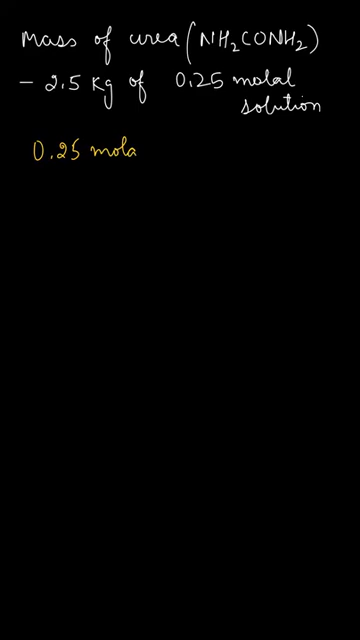 Mass of urea (NH₂CONH₂)
- 2.5 kg of 0.25 molal
solution
0.25 mola